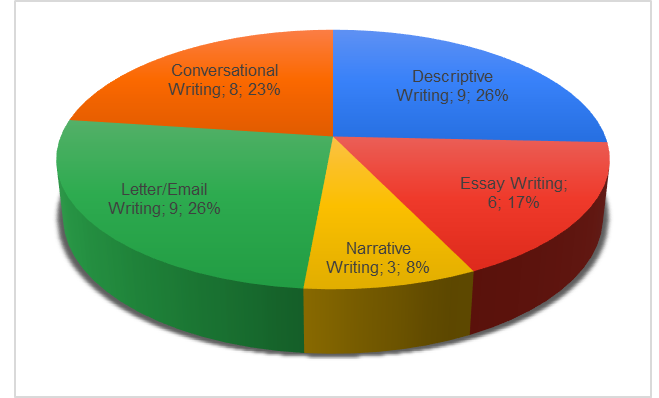 Conversational
Writing; 8; 23%
Descriptive
Writing; 9; 26%
Letter/Email
Writing; 9; 26%
Essay Writing;
6; 17%
Narrative
Writing; 3; 8%